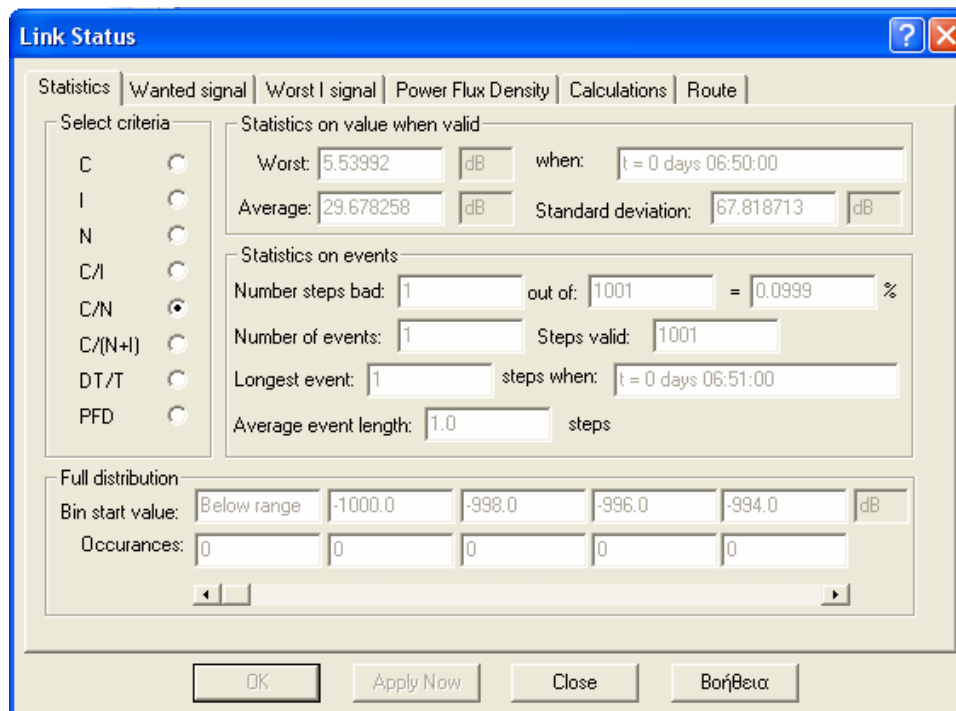 Link Status
Statistics Wanted signal Worst I signal Power Flux Density Calculations Route
Select criteria
C
I
N
C/I
C/N
C/(N+I)
DT/T
PFD
Statistics on value when valid
Worst: 5.53992 dB when: t = 0 days 06:50:00
Average: 29.678258 dB Standard deviation: 67.818713 dB
Statistics on events
Number steps bad: 1 out of: 1001 = 0.0999 %
Number of events: 1 Steps valid: 1001
Longest event: 1 steps when: t = 0 days 06:51:00
Average event length: 1.0 steps
Full distribution
Bin start value: Below range -1000.0 -998.0 -996.0 -994.0 dB
Occurances: 0 0 0 0 0
OK Apply Now Close Βοήθεια